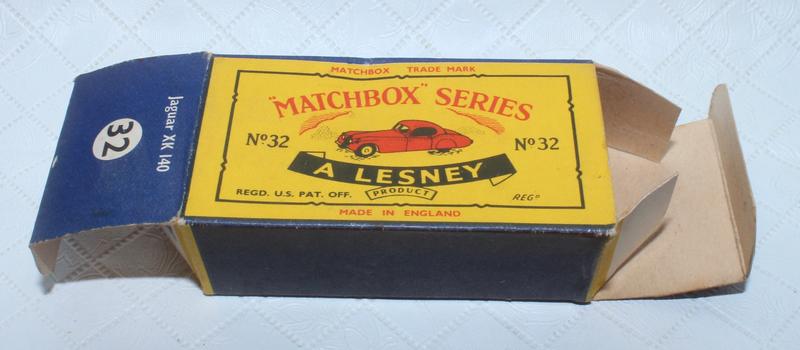 Jaguar XK 140
32
MATCHBOX TRADE MARK
"MATCHBOX" SERIES
Nº32 Nº32
A LESNEY
PRODUCT
REGD. U.S. PAT. OFF. REGD
MADE IN ENGLAND